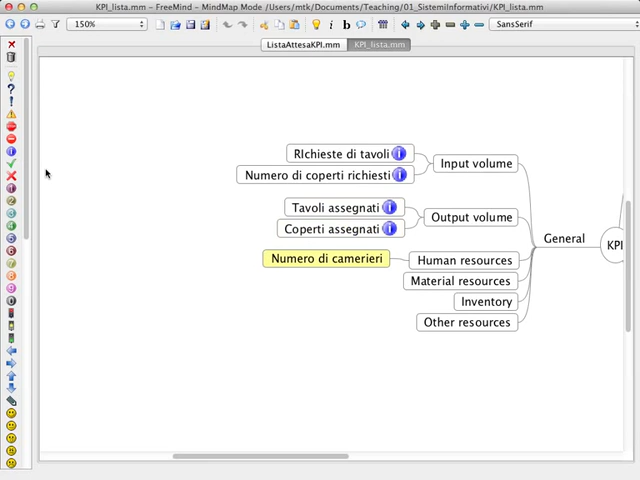 KPI_lista.mm - FreeMind - MindMap Mode /Users/mtk/Documents/Teaching/01_SistemiInformativi/KPI_lista.mm
150%
SansSerif
ListaAttesaKPI.mm
KPI_lista.mm
RIchieste di tavoli
Numero di coperti richiesti
Input volume
Tavoli assegnati
Coperti assegnati
Output volume
Numero di camerieri
Human resources
Material resources
Inventory
Other resources
General
KPI